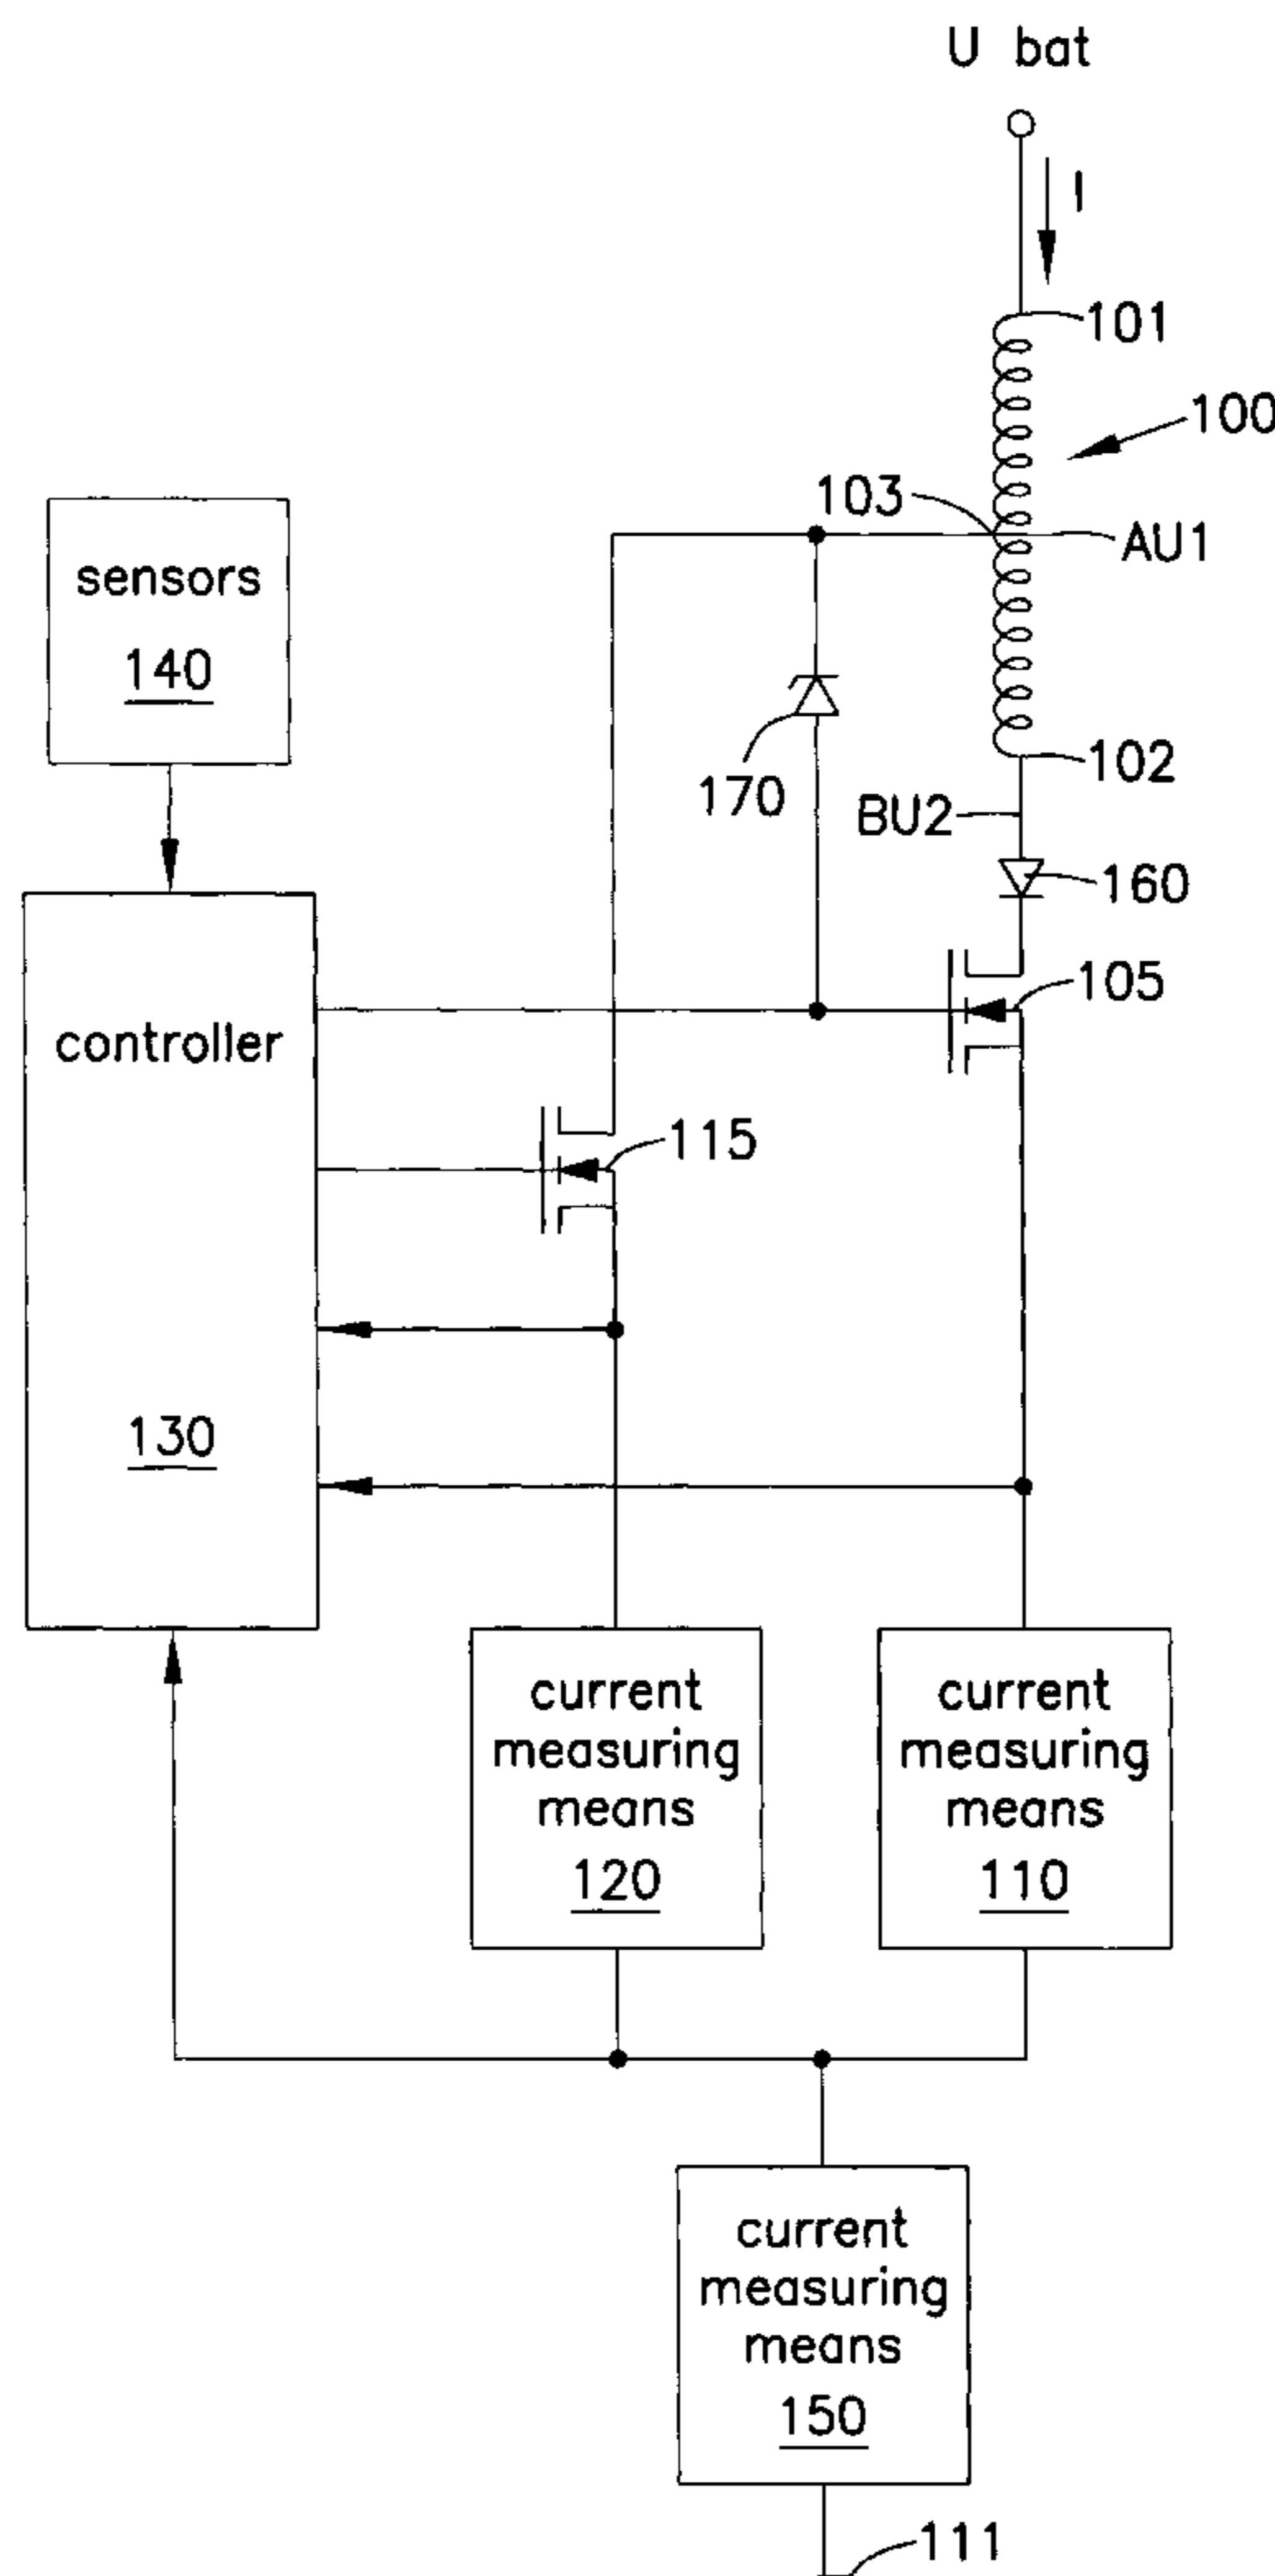 U bat
I
101
100
103
AU1
sensors
140
170
102
BU2
160
105
controller
115
130
current
measuring
means
120
current
measuring
means
110
current
measuring
means
150
111